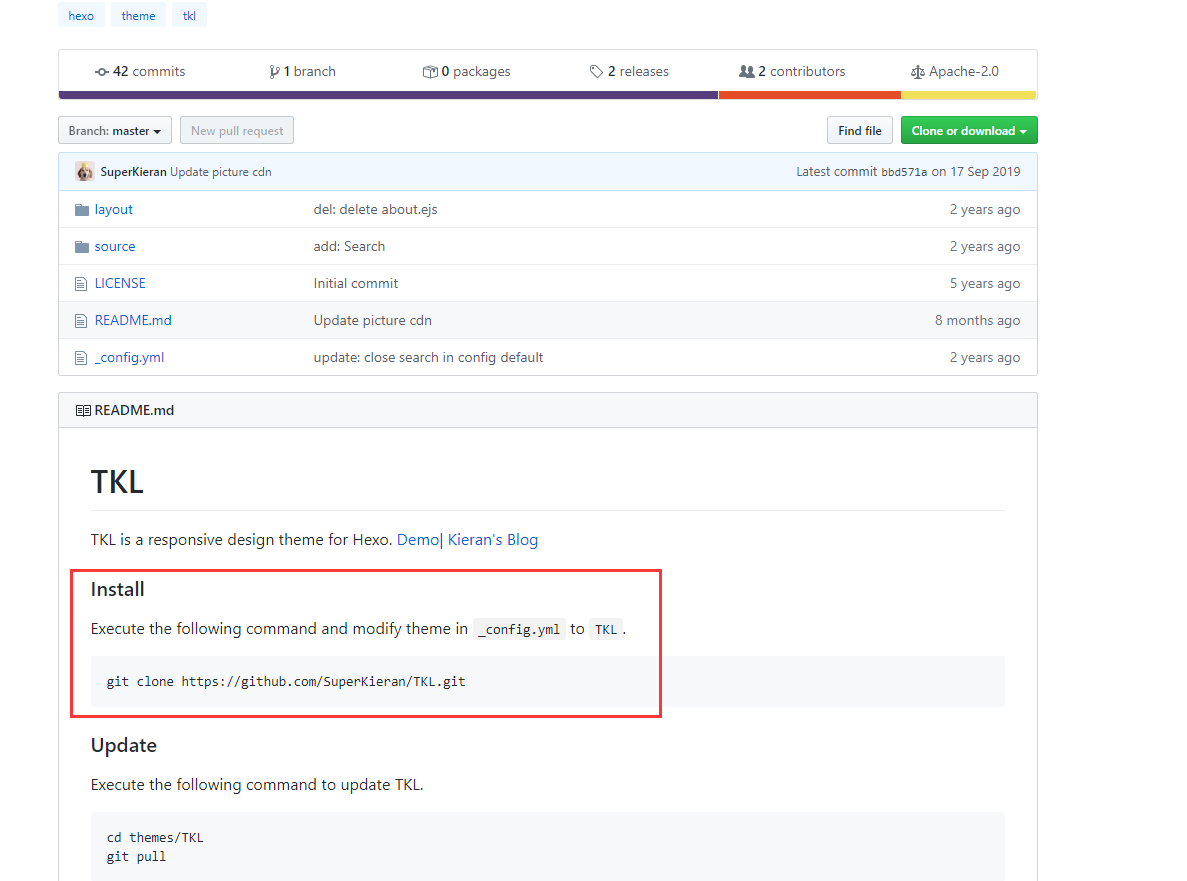 hexo theme tkl
42 commits 1 branch 0 packages 2 releases 2 contributors Apache-2.0
Branch: master New pull request Find file Clone or download
SuperKieran Update picture cdn Latest commit bbd571a on 17 Sep 2019
layout del: delete about.ejs 2 years ago
source add: Search 2 years ago
LICENSE Initial commit 5 years ago
README.md Update picture cdn 8 months ago
_config.yml update: close search in config default 2 years ago
README.md
TKL
TKL is a responsive design theme for Hexo. Demo| Kieran's Blog
Install
Execute the following command and modify theme in _config.yml to TKL .
git clone https://github.com/SuperKieran/TKL.git
Update
Execute the following command to update TKL.
cd themes/TKL
git pull